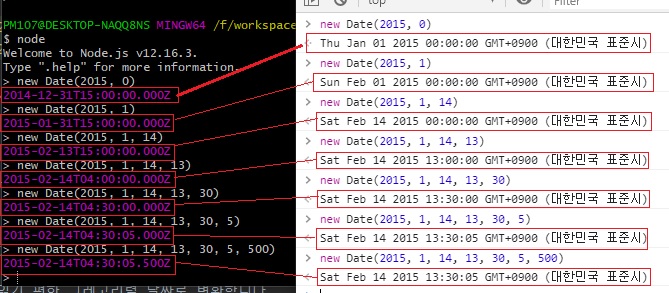 PM107@DESKTOP-NAQQ8NS MINGW64 /f/workspace
$ node
Welcome to Node.js v12.16.3.
Type ".help" for more information.
> new Date(2015, 0)
2014-12-31T15:00:00.000Z
> new Date(2015, 1)
2015-01-31T15:00:00.000Z
> new Date(2015, 1, 14)
2015-02-13T15:00:00.000Z
> new Date(2015, 1, 14, 13)
2015-02-14T04:00:00.000Z
> new Date(2015, 1, 14, 13, 30)
2015-02-14T04:30:00.000Z
> new Date(2015, 1, 14, 13, 30, 5)
2015-02-14T04:30:05.000Z
> new Date(2015, 1, 14, 13, 30, 5, 500)
2015-02-14T04:30:05.500Z
>
top
> new Date(2015, 0)
Thu Jan 01 2015 00:00:00 GMT+0900 (대한민국 표준시)
> new Date(2015, 1)
Sun Feb 01 2015 00:00:00 GMT+0900 (대한민국 표준시)
> new Date(2015, 1, 14)
Sat Feb 14 2015 00:00:00 GMT+0900 (대한민국 표준시)
> new Date(2015, 1, 14, 13)
Sat Feb 14 2015 13:00:00 GMT+0900 (대한민국 표준시)
> new Date(2015, 1, 14, 13, 30)
Sat Feb 14 2015 13:30:00 GMT+0900 (대한민국 표준시)
> new Date(2015, 1, 14, 13, 30, 5)
Sat Feb 14 2015 13:30:05 GMT+0900 (대한민국 표준시)
> new Date(2015, 1, 14, 13, 30, 5, 500)
Sat Feb 14 2015 13:30:05 GMT+0900 (대한민국 표준시)